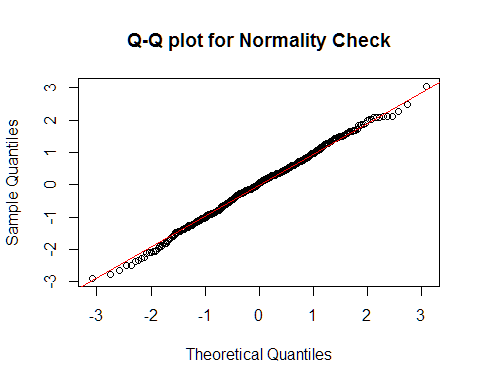 Q-Q plot for Normality Check
Sample Quantiles
3
2
1
0
-1
-2
-3
-3 -2 -1 0 1 2 3
Theoretical Quantiles